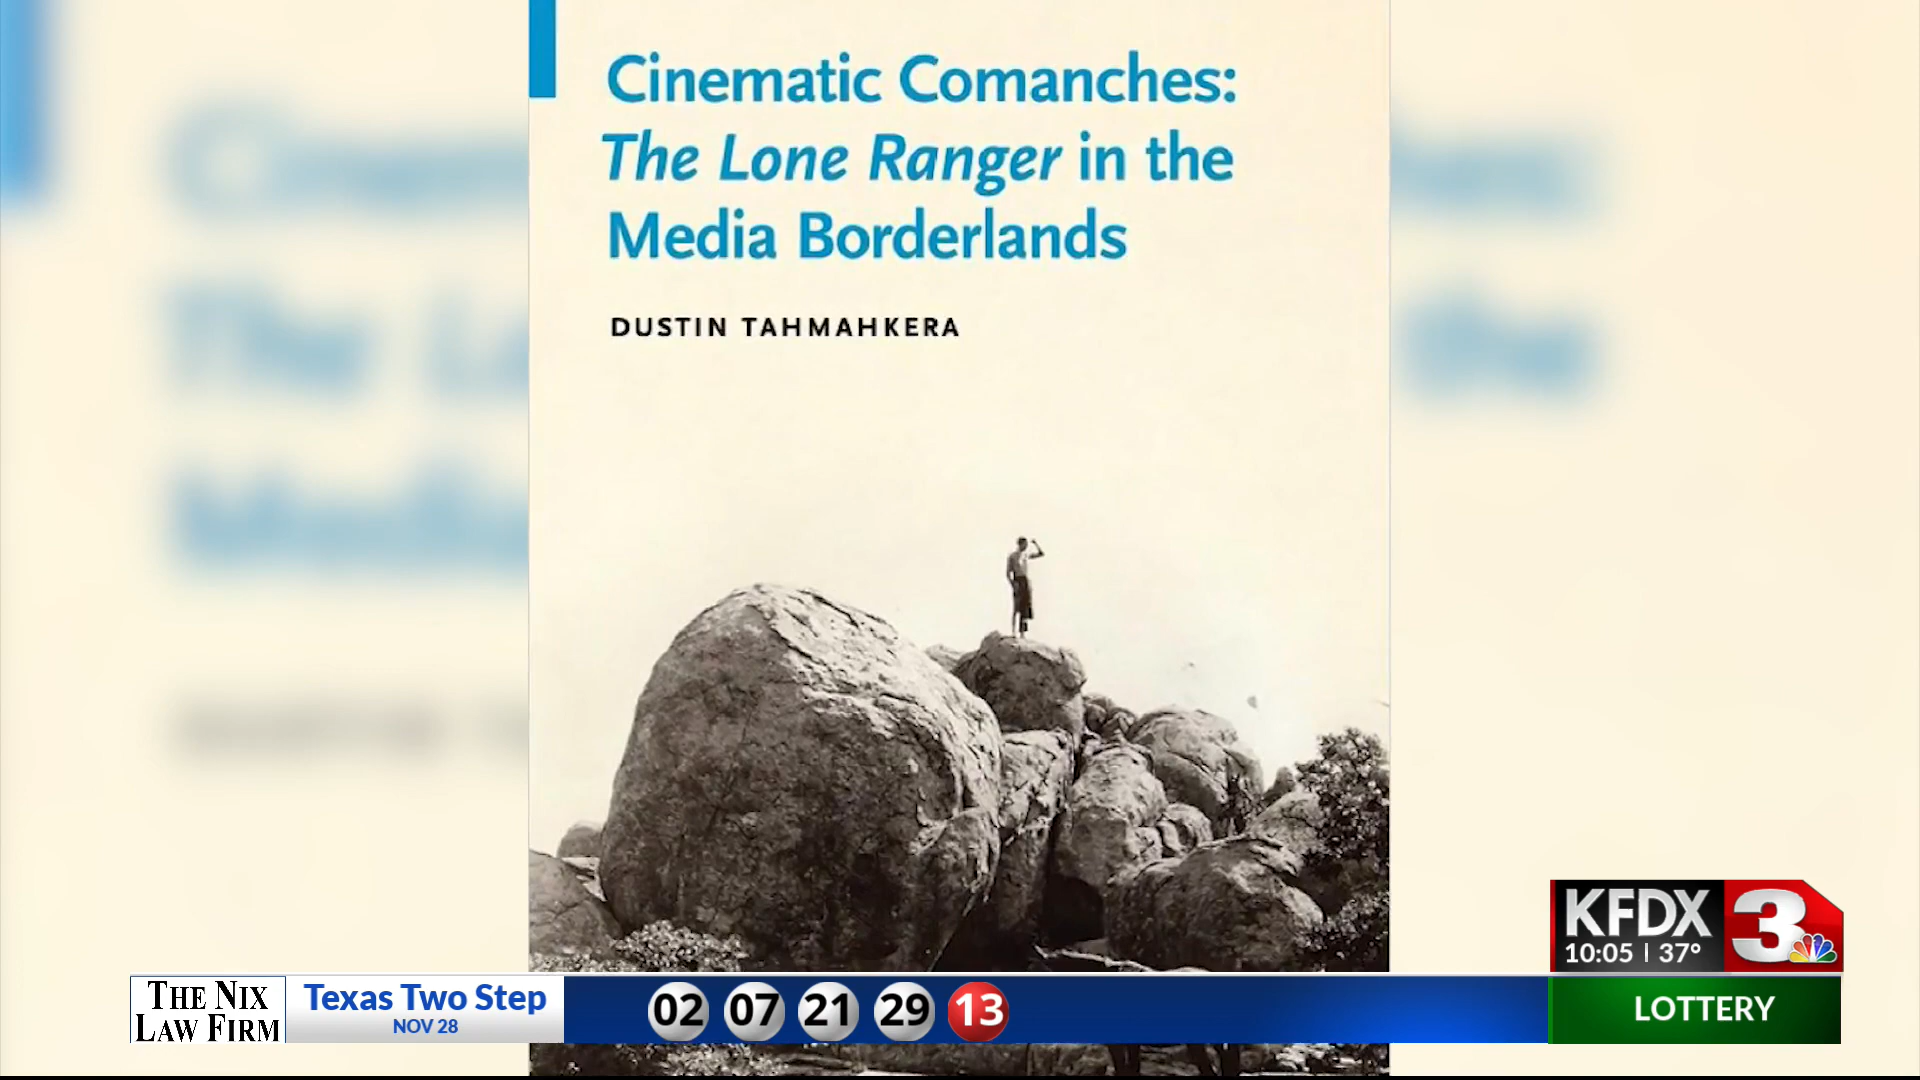 Cinematic Comanches:
The Lone Ranger in the
Media Borderlands
DUSTIN TAHMAHKERA
KFDX 3
10:05 | 37°
THE NIX
LAW FIRM
Texas Two Step
NOV 28
02 07 21 29 13
LOTTERY